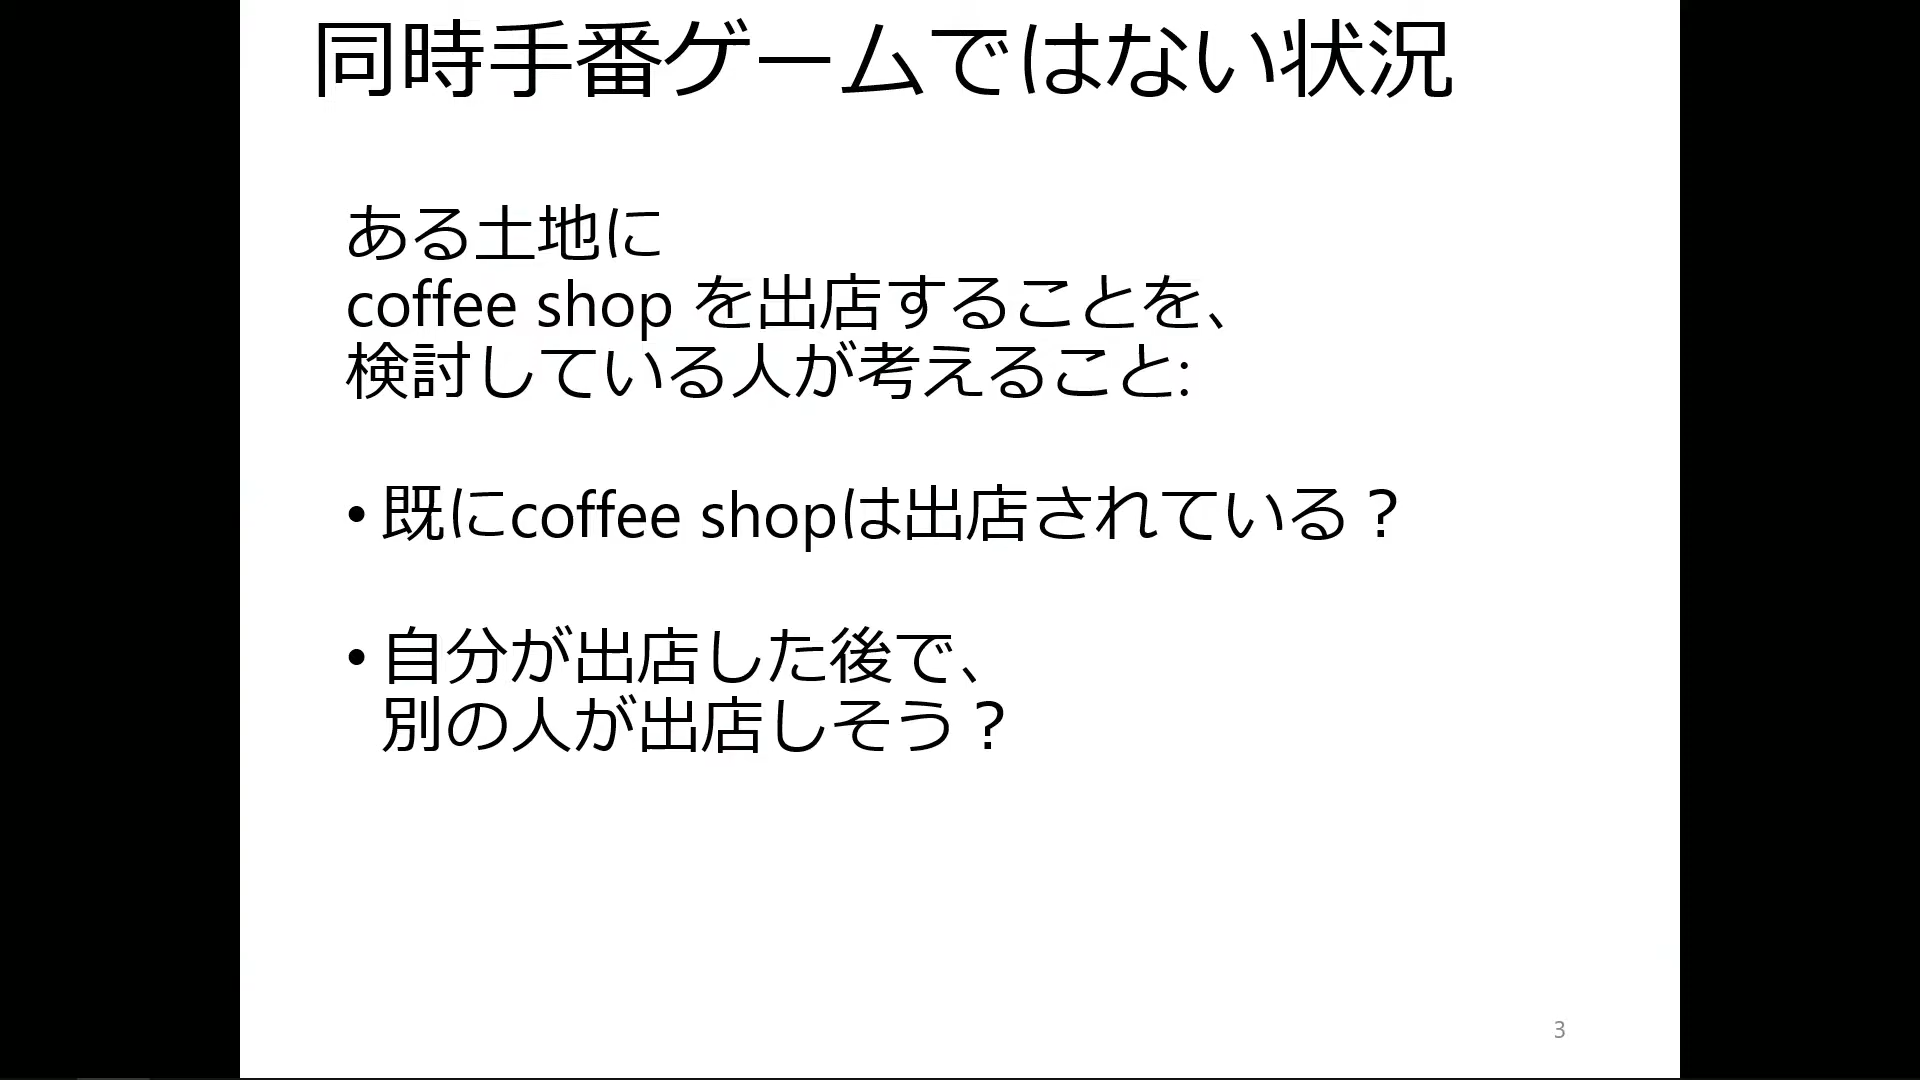 同時手番ゲームではない状況
ある土地に
coffee shop を出店することを、
検討している人が考えること:
• 既にcoffee shopは出店されている？
• 自分が出店した後で、
別の人が出店しそう？
3